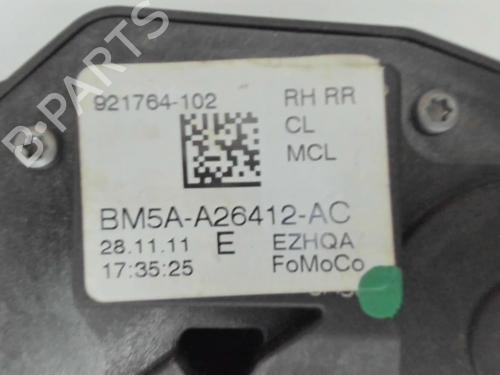 B-PARTS
921764-102 RH RR
CL
MCL
BM5A-A26412-AC
28.11.11 E EZHQA
17:35:25 FoMoCo